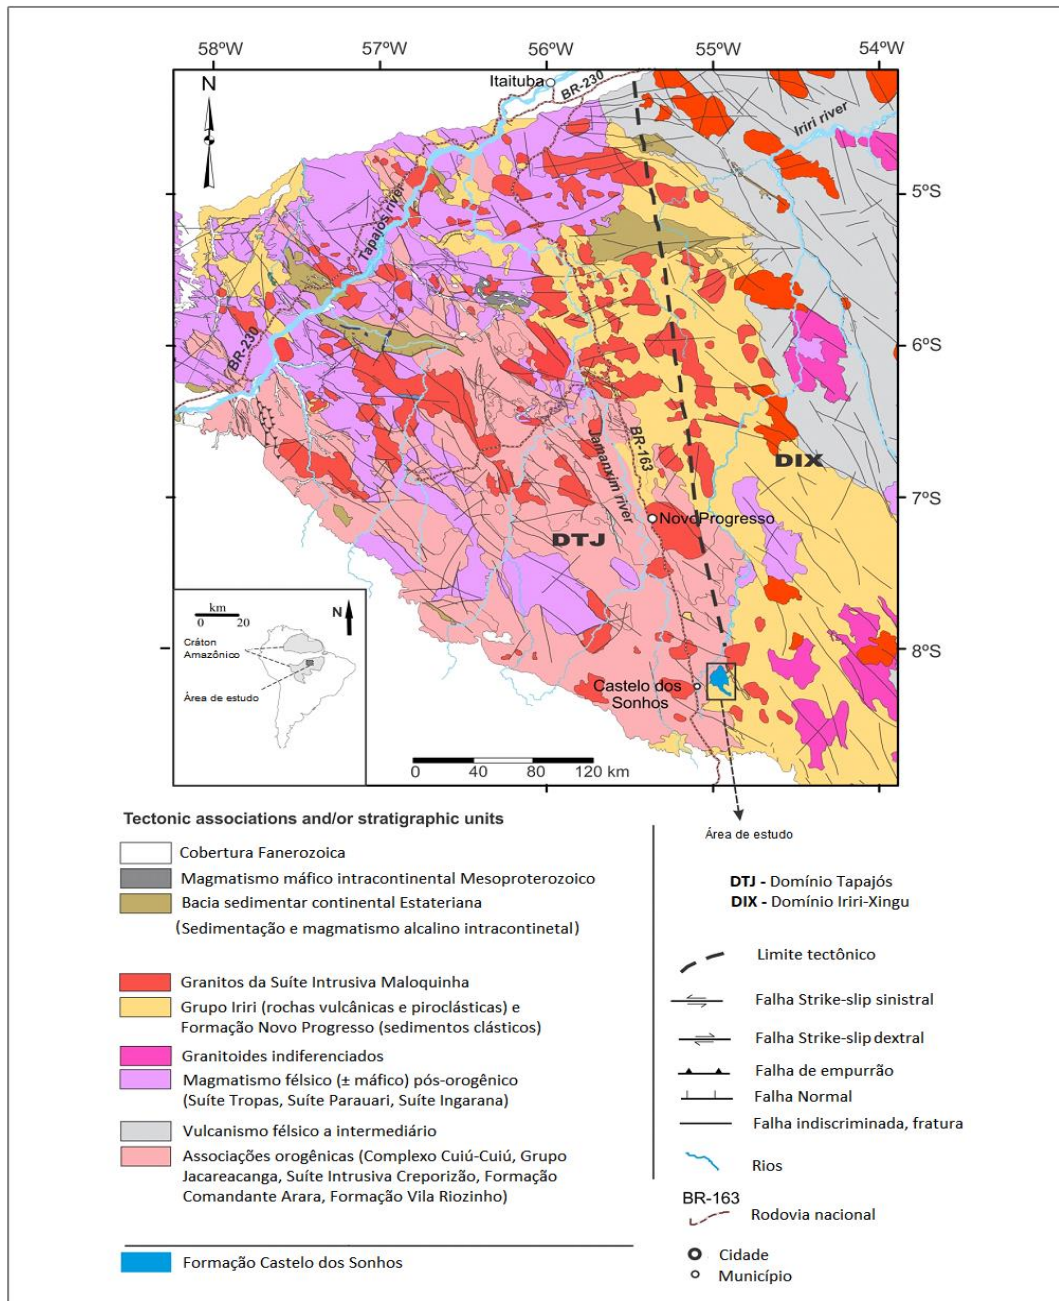 58ºW 57ºW 56ºW 55ºW 54ºW
N
Itaituba
BR-230
Iriri river
5ºS
Tapajos river
BR-230
6ºS
BR-163
Jamanxim river
DIX
7ºS
NovoProgresso
DTJ
8ºS
Castelo dos
Sonhos
km
0 20
N
Cráton
Amazônico
Área de estudo
0 40 80 120 km
Área de estudo
Tectonic associations and/or stratigraphic units
Cobertura Fanerozoica
Magmatismo máfico intracontinental Mesoproterozoico
Bacia sedimentar continental Estateriana
(Sedimentação e magmatismo alcalino intracontinetal)
Granitos da Suíte Intrusiva Maloquinha
Grupo Iriri (rochas vulcânicas e piroclásticas) e
Formação Novo Progresso (sedimentos clásticos)
Granitoides indiferenciados
Magmatismo félsico (± máfico) pós-orogênico
(Suíte Tropas, Suíte Parauari, Suíte Ingarana)
Vulcanismo félsico a intermediário
Associações orogênicas (Complexo Cuiú-Cuiú, Grupo
Jacareacanga, Suíte Intrusiva Creporizão, Formação
Comandante Arara, Formação Vila Riozinho)
Formação Castelo dos Sonhos
DTJ - Domínio Tapajós
DIX - Domínio Iriri-Xingu
Limite tectônico
Falha Strike-slip sinistral
Falha Strike-slip dextral
Falha de empurrão
Falha Normal
Falha indiscriminada, fratura
Rios
BR-163
Rodovia nacional
Cidade
Município